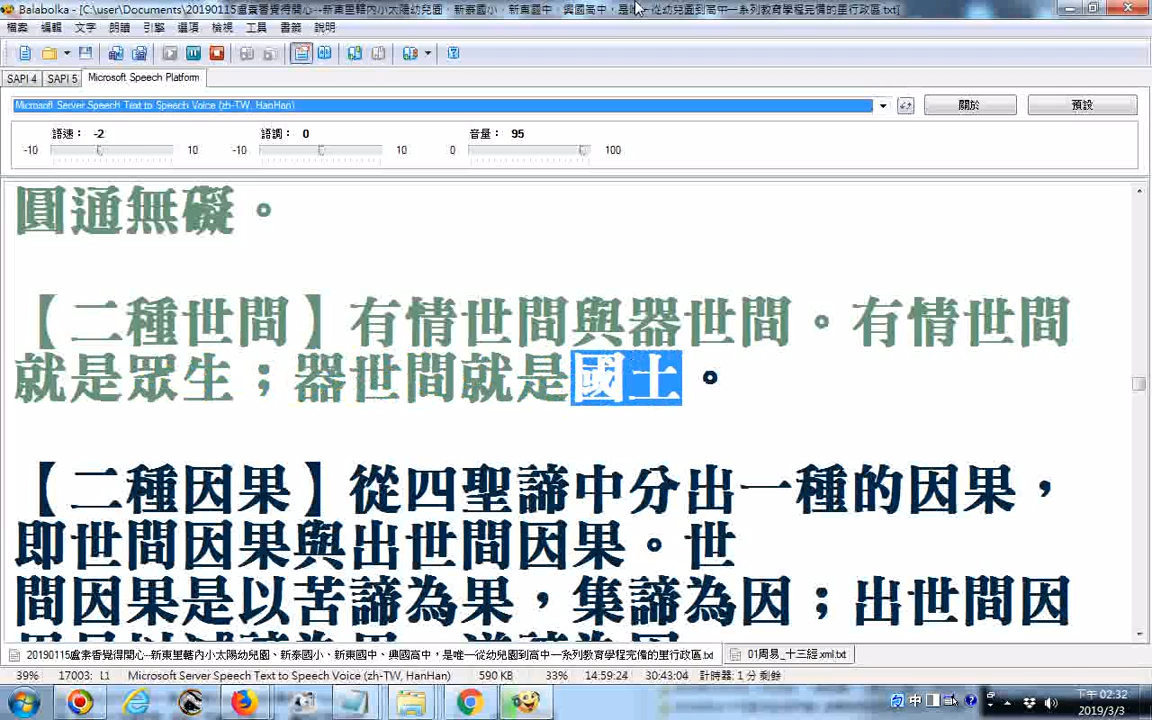 Balabolka - [C:\user\Documents\20190115盧素香覺得開心--新東里轄內小太陽幼兒園、新泰國小、新東國中、興國高中，是唯一從幼兒園到高中一系列教育學程完備的里行政區.txt]
檔案 編輯 文字 朗讀 引擎 選項 檢視 工具 書籤 說明
SAPI 4 SAPI 5 Microsoft Speech Platform
Microsoft Server Speech Text to Speech Voice (zh-TW, HanHan) 關於 預設
語速： -2 語調： 0 音量： 95
-10 10 -10 10 0 100
圓通無礙。
【二種世間】有情世間與器世間。有情世間
就是眾生；器世間就是國土。
【二種因果】從四聖諦中分出一種的因果，
即世間因果與出世間因果。世
間因果是以苦諦為果，集諦為因；出世間因
20190115盧素香覺得開心--新東里轄內小太陽幼兒園、新泰國小、新東國中、興國高中，是唯一從幼兒園到高中一系列教育學程完備的里行政區.txt 01周易_十三經.xml.txt
39% 17003: L1 Microsoft Server Speech Text to Speech Voice (zh-TW, HanHan) 590 KB 33% 14:59:24 30:43:04 計時器: 1 分 剩餘
中 下午 02:32
2019/3/3